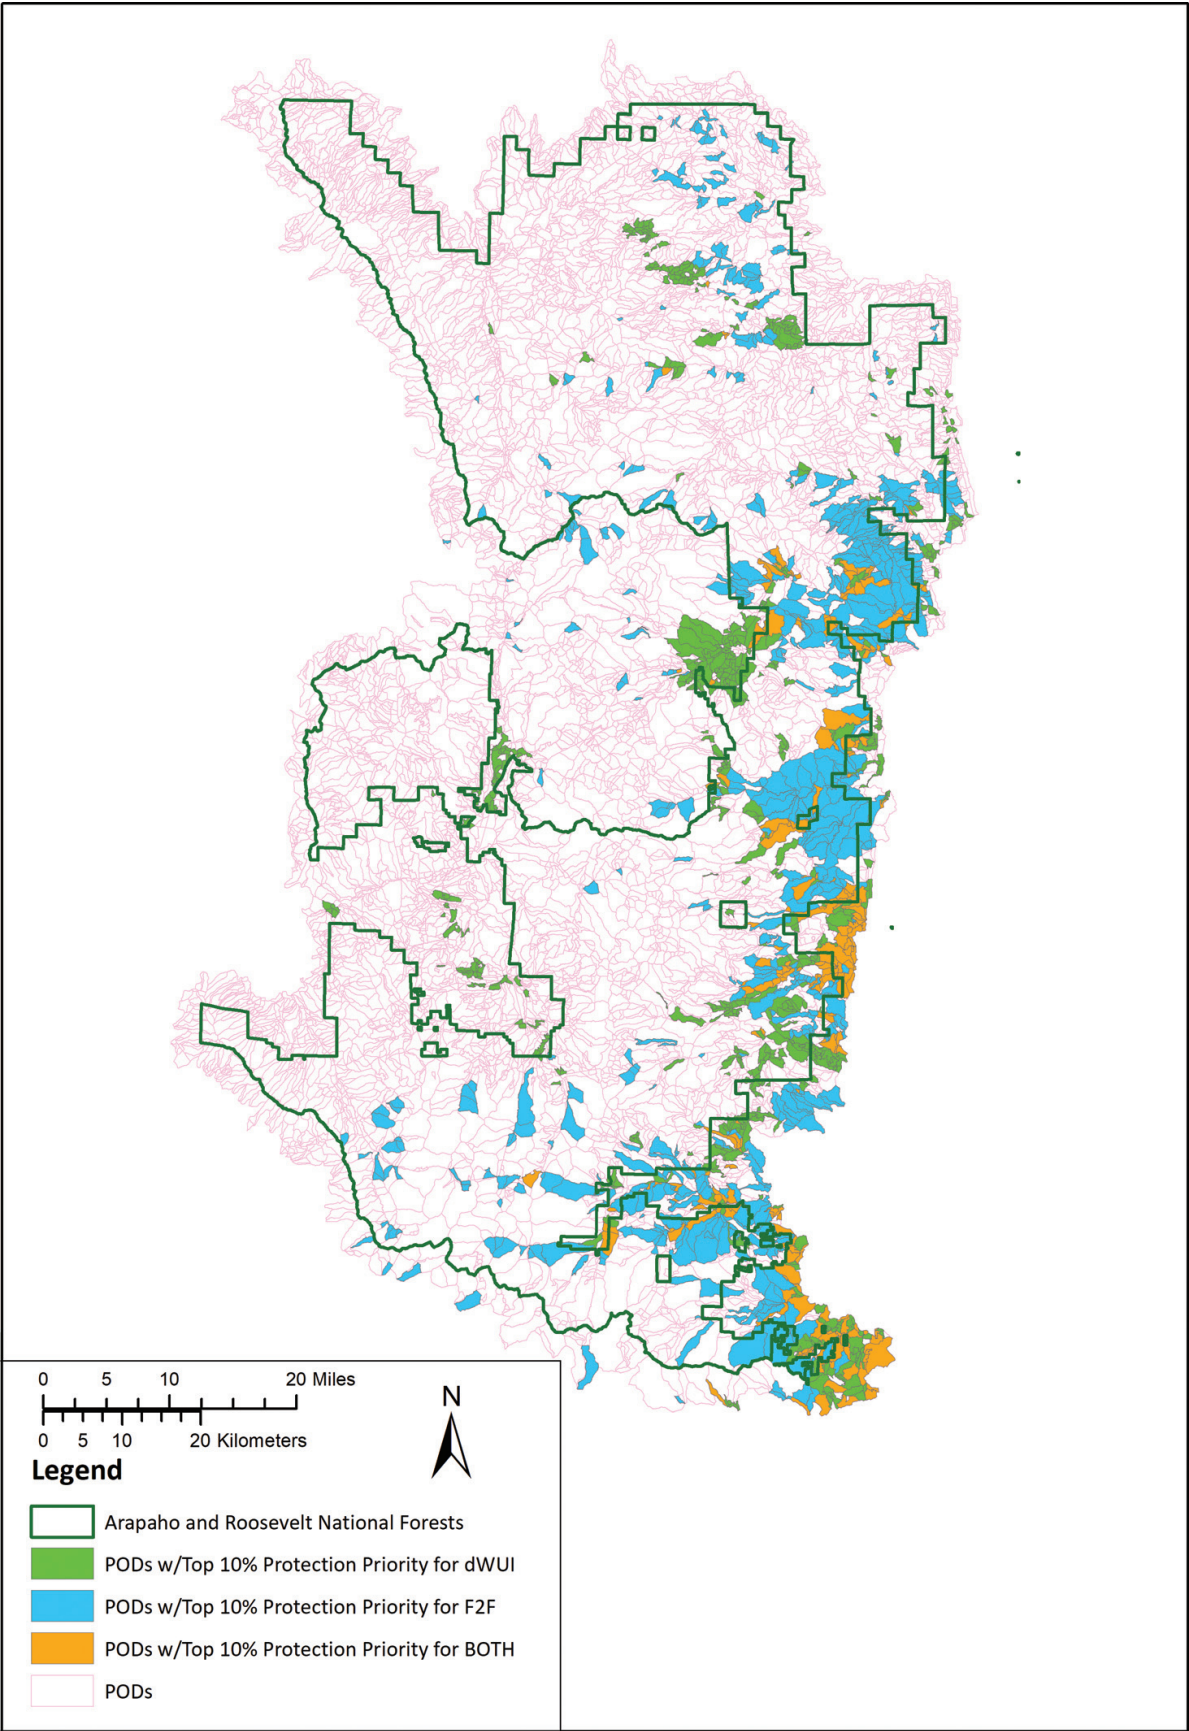 0 5 10 20 Miles
0 5 10 20 Kilometers
N
Legend
Arapaho and Roosevelt National Forests
PODs w/Top 10% Protection Priority for dWUI
PODs w/Top 10% Protection Priority for F2F
PODs w/Top 10% Protection Priority for BOTH
PODs